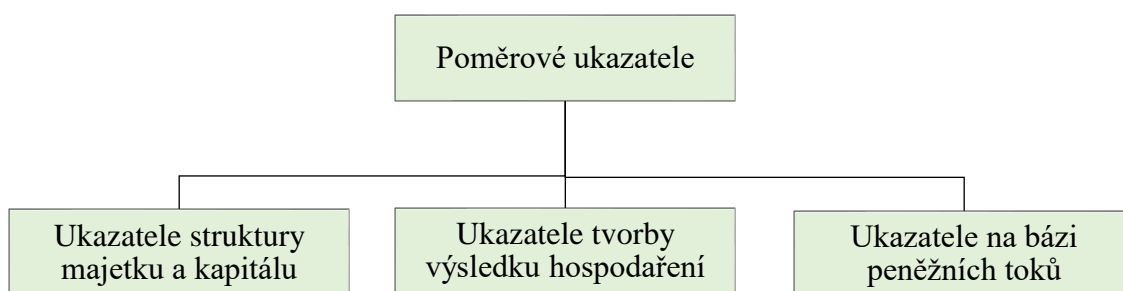 Poměrové ukazatele
Ukazatele struktury
majetku a kapitálu
Ukazatele tvorby
výsledku hospodaření
Ukazatele na bázi
peněžních toků